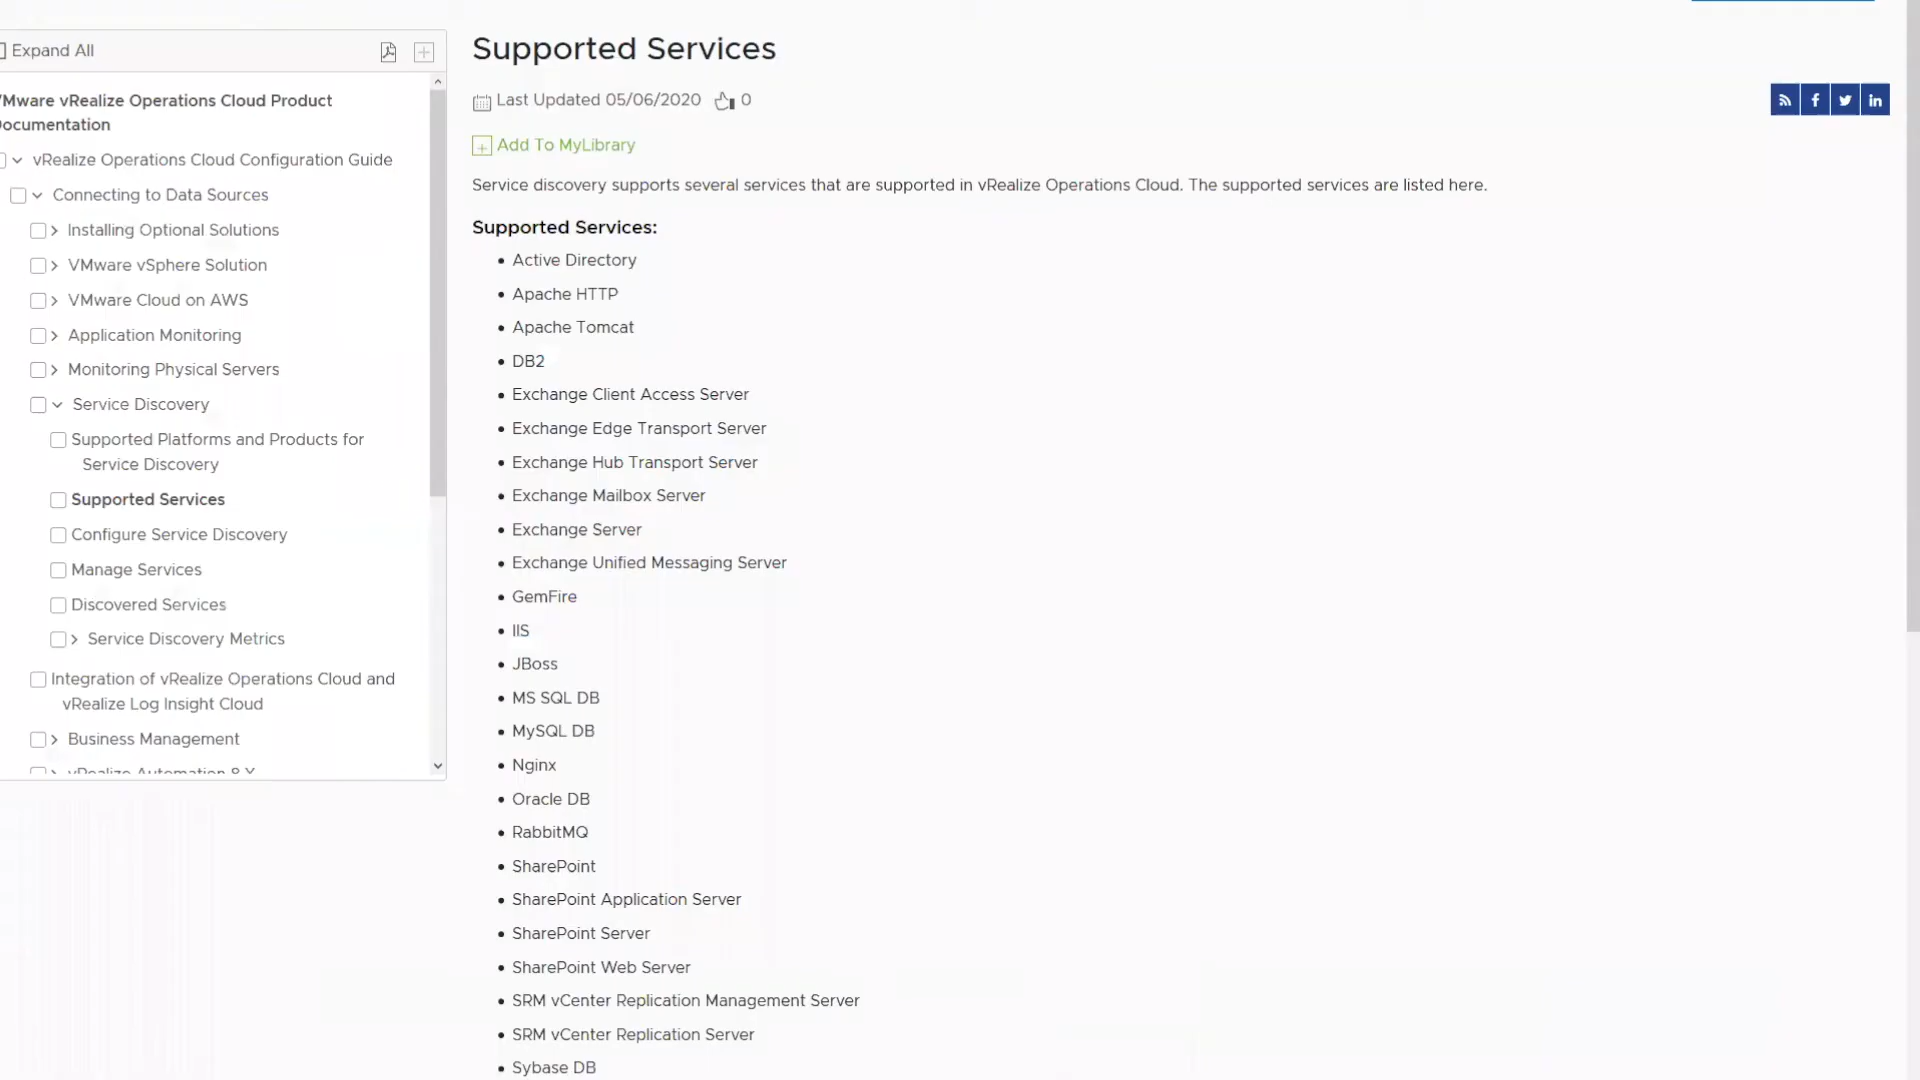 Expand All
VMware vRealize Operations Cloud Product
Documentation
vRealize Operations Cloud Configuration Guide
Connecting to Data Sources
Installing Optional Solutions
VMware vSphere Solution
VMware Cloud on AWS
Application Monitoring
Monitoring Physical Servers
Service Discovery
Supported Platforms and Products for
Service Discovery
Supported Services
Configure Service Discovery
Manage Services
Discovered Services
Service Discovery Metrics
Integration of vRealize Operations Cloud and
vRealize Log Insight Cloud
Business Management
vRealize Automation 8.X
Supported Services
Last Updated 05/06/2020 0
Add To MyLibrary
Service discovery supports several services that are supported in vRealize Operations Cloud. The supported services are listed here.
Supported Services:
• Active Directory
• Apache HTTP
• Apache Tomcat
• DB2
• Exchange Client Access Server
• Exchange Edge Transport Server
• Exchange Hub Transport Server
• Exchange Mailbox Server
• Exchange Server
• Exchange Unified Messaging Server
• GemFire
• IIS
• JBoss
• MS SQL DB
• MySQL DB
• Nginx
• Oracle DB
• RabbitMQ
• SharePoint
• SharePoint Application Server
• SharePoint Server
• SharePoint Web Server
• SRM vCenter Replication Management Server
• SRM vCenter Replication Server
• Sybase DB